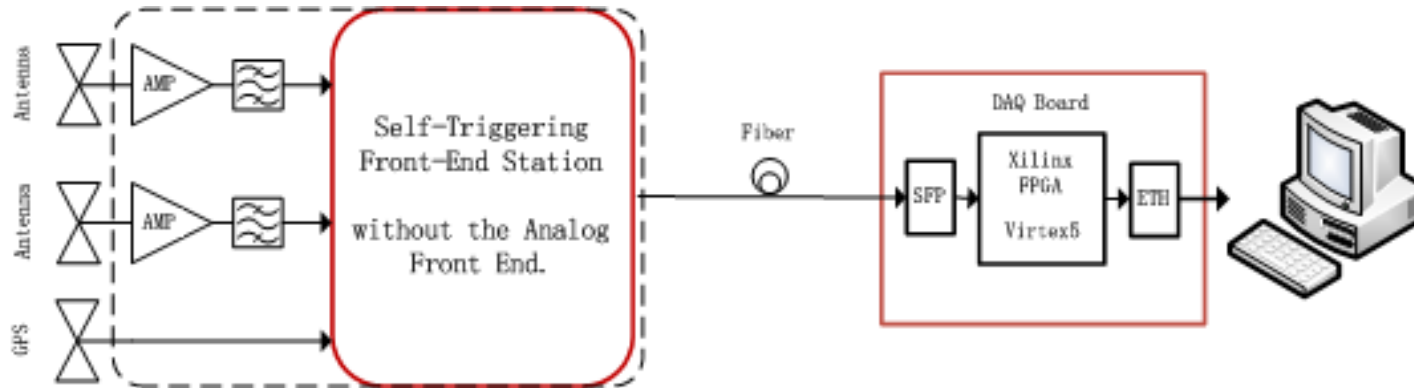 Antenna
AMP
Antenna
AMP
GPS
Self-Triggering
Front-End Station
without the Analog
Front End.
Fiber
DAQ Board
SFP
Xilinx
FPGA
Virtex5
ETH